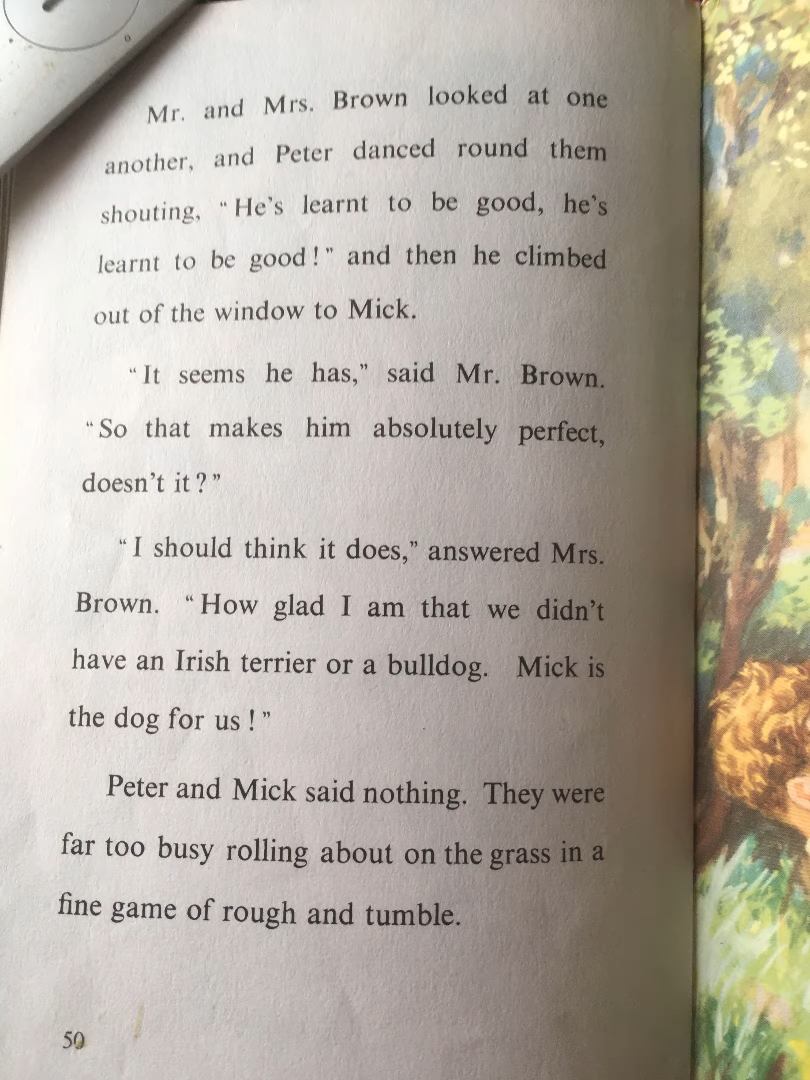 Mr. and Mrs. Brown looked at one
another, and Peter danced round them
shouting, “He’s learnt to be good, he’s
learnt to be good!” and then he climbed
out of the window to Mick.
“It seems he has,” said Mr. Brown.
“So that makes him absolutely perfect,
doesn’t it?”
“I should think it does,” answered Mrs.
Brown. “How glad I am that we didn’t
have an Irish terrier or a bulldog. Mick is
the dog for us!”
Peter and Mick said nothing. They were
far too busy rolling about on the grass in a
fine game of rough and tumble.
50